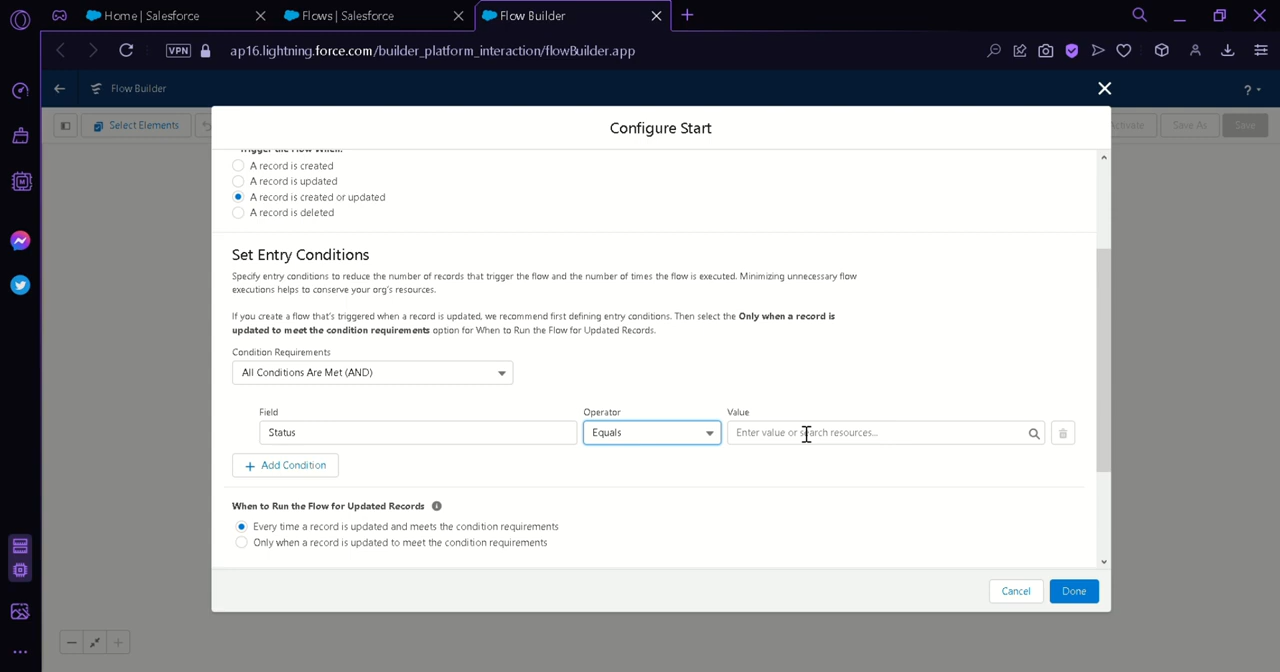 Home | Salesforce
Flows | Salesforce
Flow Builder
VPN
ap16.lightning.force.com/builder_platform_interaction/flowBuilder.app
Flow Builder
?
Select Elements
Activate
Save As
Save
Configure Start
Trigger the Flow When:
A record is created
A record is updated
A record is created or updated
A record is deleted
Set Entry Conditions
Specify entry conditions to reduce the number of records that trigger the flow and the number of times the flow is executed. Minimizing unnecessary flow
executions helps to conserve your org's resources.
If you create a flow that's triggered when a record is updated, we recommend first defining entry conditions. Then select the Only when a record is
updated to meet the condition requirements option for When to Run the Flow for Updated Records.
Condition Requirements
All Conditions Are Met (AND)
Field
Operator
Value
Status
Equals
Enter value or search resources...
+ Add Condition
When to Run the Flow for Updated Records
Every time a record is updated and meets the condition requirements
Only when a record is updated to meet the condition requirements
Cancel
Done